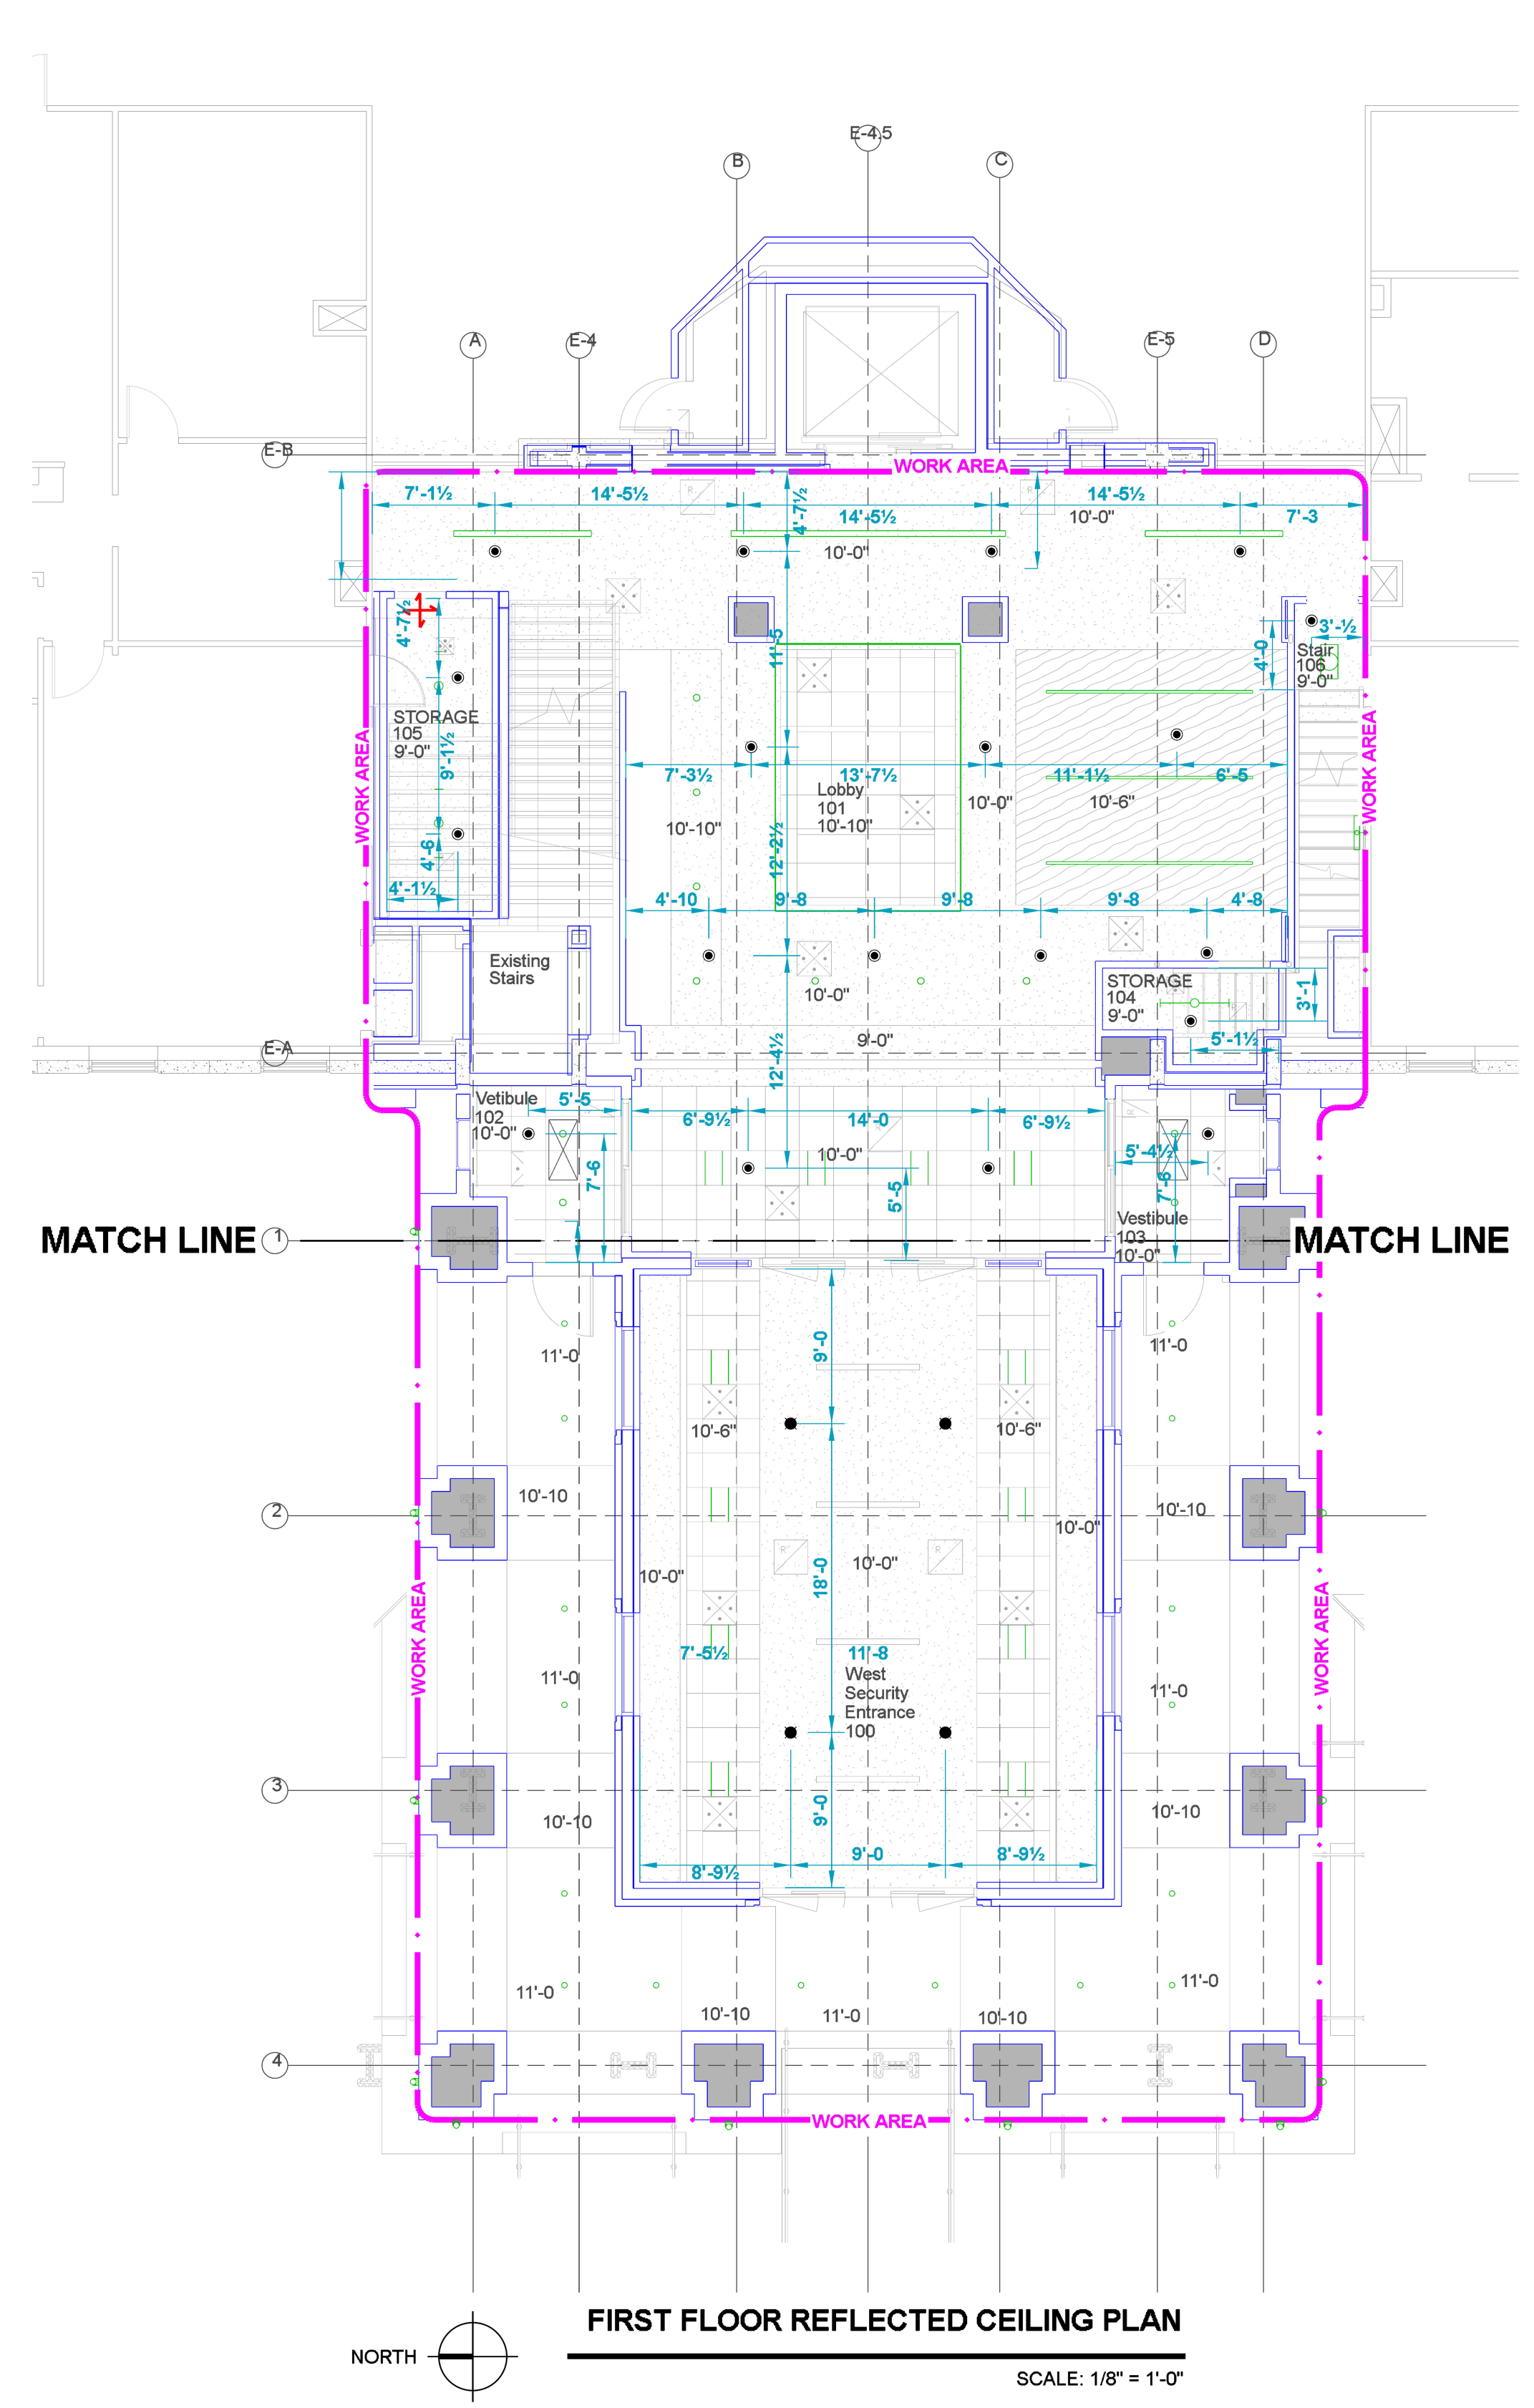 E-4.5
B
C
A
E-4
E-5
D
E-B
WORK AREA
7'-1½
14'-5½
4'-7½
14'-5½
14'-5½
10'-0"
7'-3
10'-0"
4'-7½
11'-5
4'-0
3'-½
Stair
106
9'-0"
STORAGE
105
9'-0"
9'-1½
WORK AREA
WORK AREA
7'-3½
13'-7½
11'-1½
6'-5
Lobby
101
10'-10"
10'-0"
10'-6"
10'-10"
12'-2½
4'-6
4'-1½
4'-10
9'-8
9'-8
9'-8
4'-8
Existing
Stairs
10'-0"
STORAGE
104
9'-0"
3'-1
E-A
9'-0"
5'-1½
12'-4½
Vetibule
102
10'-0"
5'-5
6'-9½
14'-0
6'-9½
10'-0"
5'-4½
7'-6
5'-5
7'-6
Vestibule
103
10'-0"
MATCH LINE
1
MATCH LINE
11'-0
9'-0
11'-0
10'-6"
10'-6"
10'-10
10'-10
2
10'-0"
10'-0"
R
R
10'-0"
18'-0
WORK AREA
WORK AREA
7'-5½
11'-8
11'-0
11'-0
West
Security
Entrance
100
3
10'-10
9'-0
10'-10
8'-9½
9'-0
8'-9½
11'-0
11'-0
10'-10
11'-0
10'-10
4
WORK AREA
FIRST FLOOR REFLECTED CEILING PLAN
NORTH
SCALE: 1/8" = 1'-0"